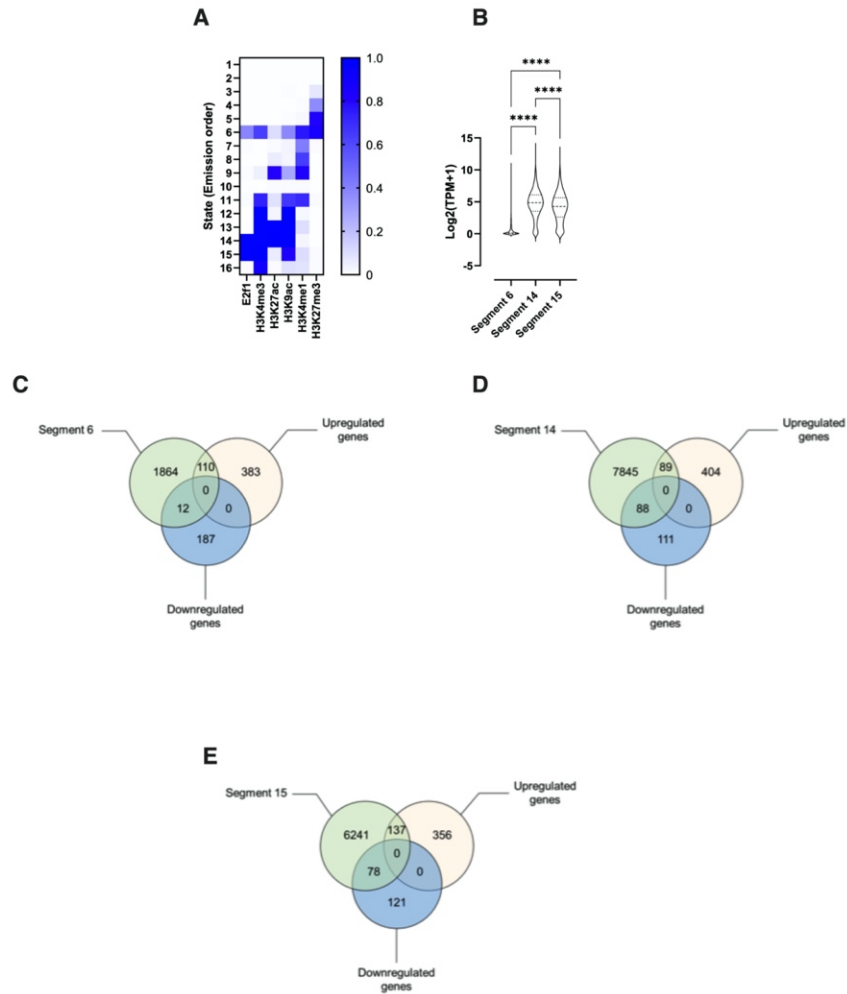 A
State (Emission order)
1
2
3
4
5
6
7
8
9
10
11
12
13
14
15
16
E2f1
H3K4me3
H3K27ac
H3K9ac
H3K4me1
H3K27me3
1.0
0.8
0.6
0.4
0.2
0
B
****
****
****
Log2(TPM+1)
15
10
5
0
-5
Segment 6
Segment 14
Segment 15
C
Segment 6
Upregulated
genes
1864
110
383
0
12
0
187
Downregulated
genes
D
Segment 14
Upregulated
genes
7845
89
404
0
88
0
111
Downregulated
genes
E
Segment 15
Upregulated
genes
6241
137
356
0
78
0
121
Downregulated
genes